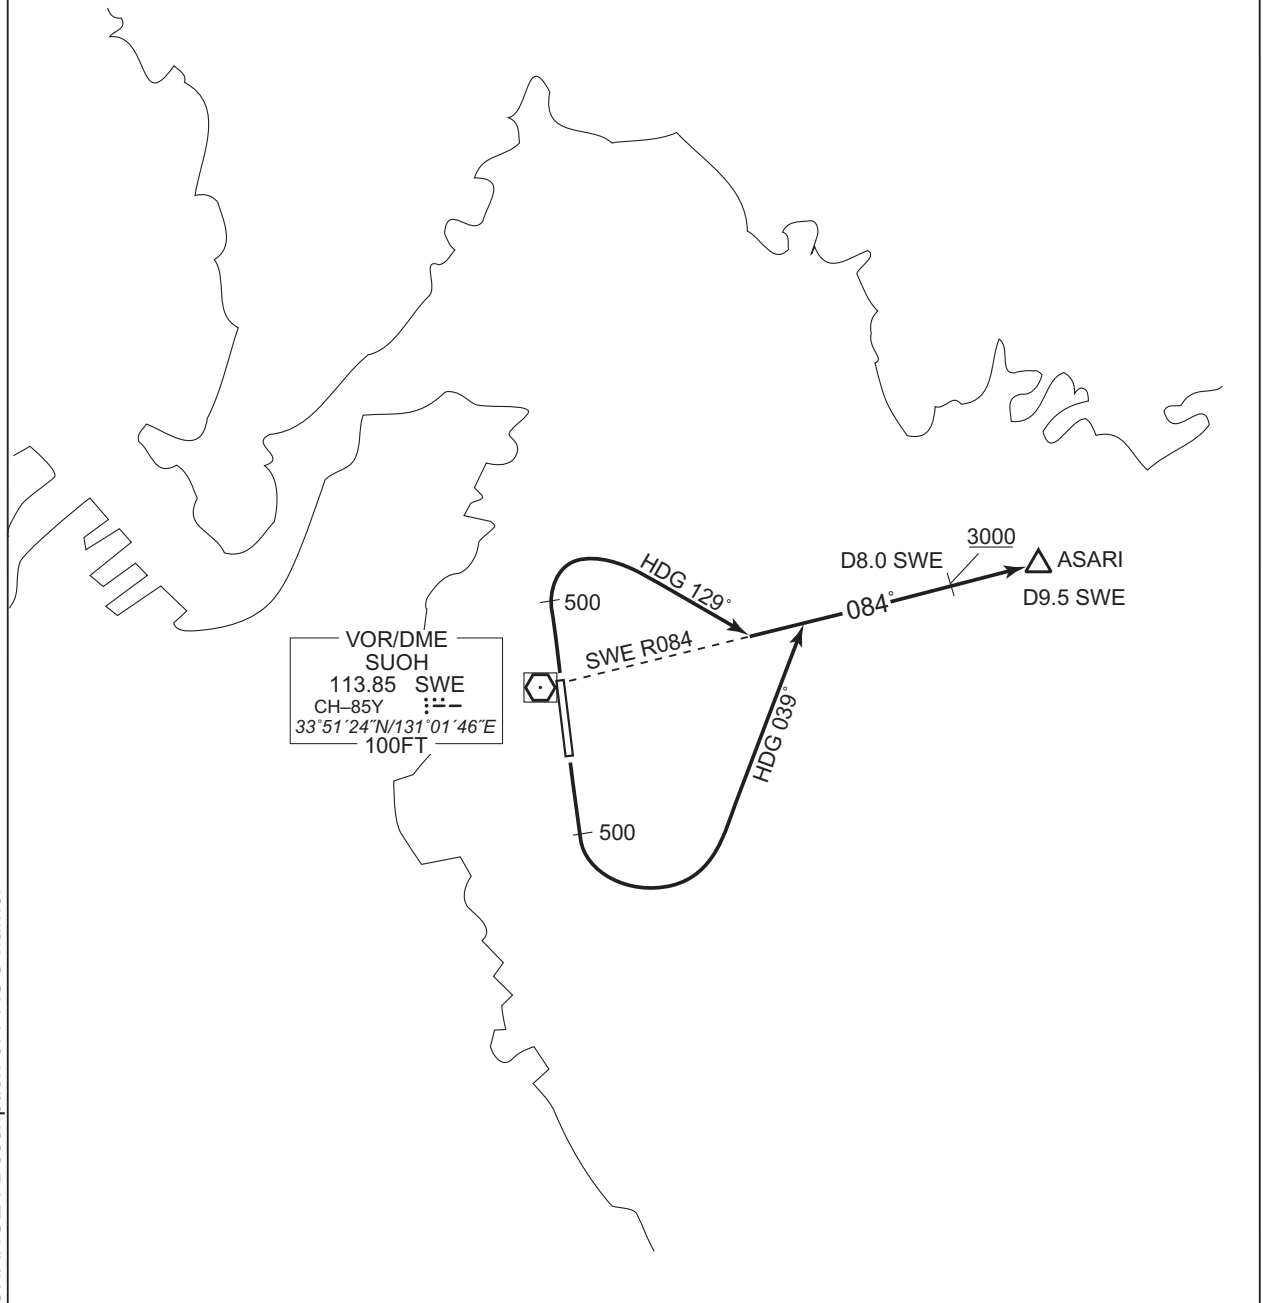 3000
D8.0 SWE
ASARI
D9.5 SWE
HDG 129°
084°
500
SWE R084
VOR/DME
SUOH
113.85 SWE
CH–85Y
33°51´24˝N/131°01´46˝E
100FT
HDG 039°
500